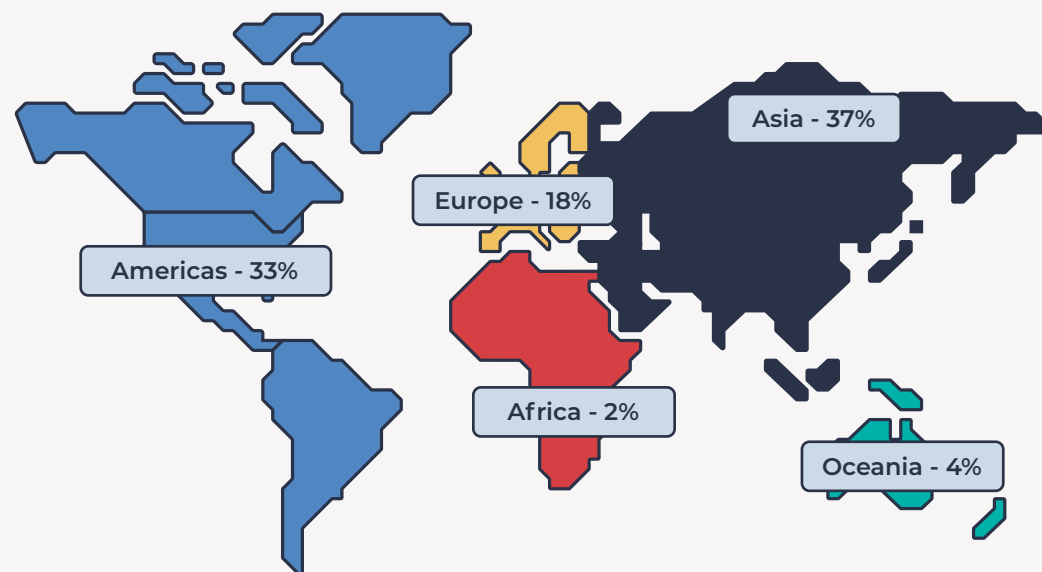 Asia - 37%
Europe - 18%
Americas - 33%
Africa - 2%
Oceania - 4%